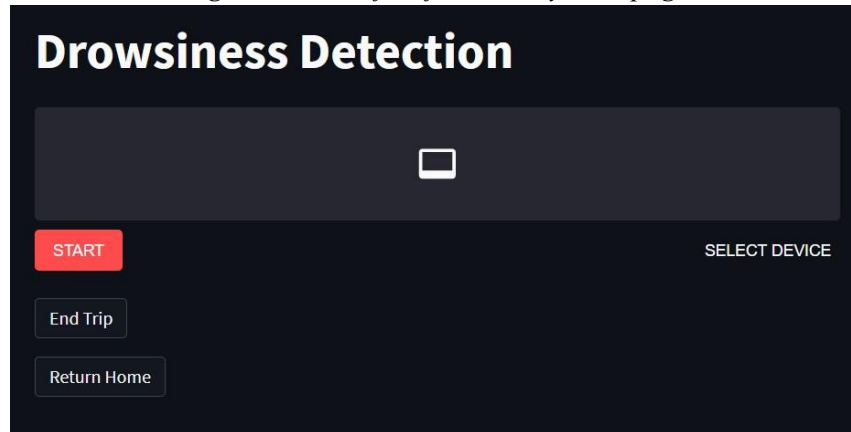 Drowsiness Detection
START
SELECT DEVICE
End Trip
Return Home